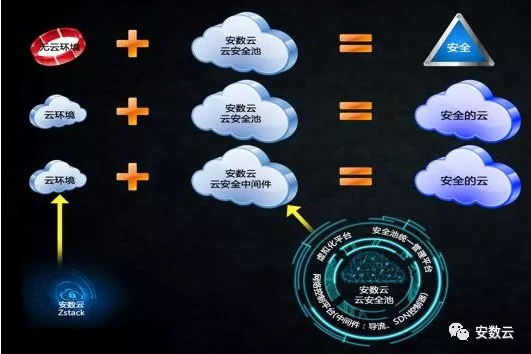 无云环境
安数云
云安全池
安全
云环境
安数云
云安全池
安全的云
云环境
安数云
云安全中间件
安全的云
安数云
Zstack
虚拟化平台
安全池统一管理平台
网络控制平台(中间件：导流、SDN控制器)
安数云
云安全池
安数云